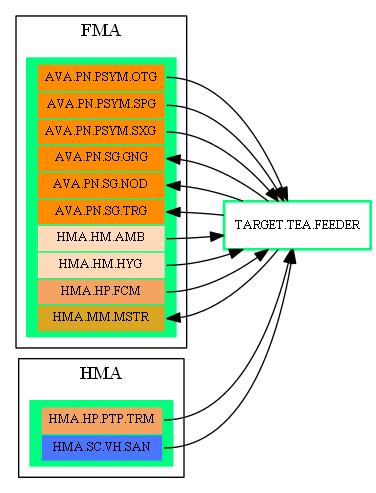 FMA
AVA.PN.PSYM.OTG
AVA.PN.PSYM.SPG
AVA.PN.PSYM.SXG
AVA.PN.SG.GNG
AVA.PN.SG.NOD
AVA.PN.SG.TRG
HMA.HM.AMB
HMA.HM.HYG
HMA.HP.FCM
HMA.MM.MSTR
TARGET.TEA.FEEDER
HMA
HMA.HP.PTP.TRM
HMA.SC.VH.SAN